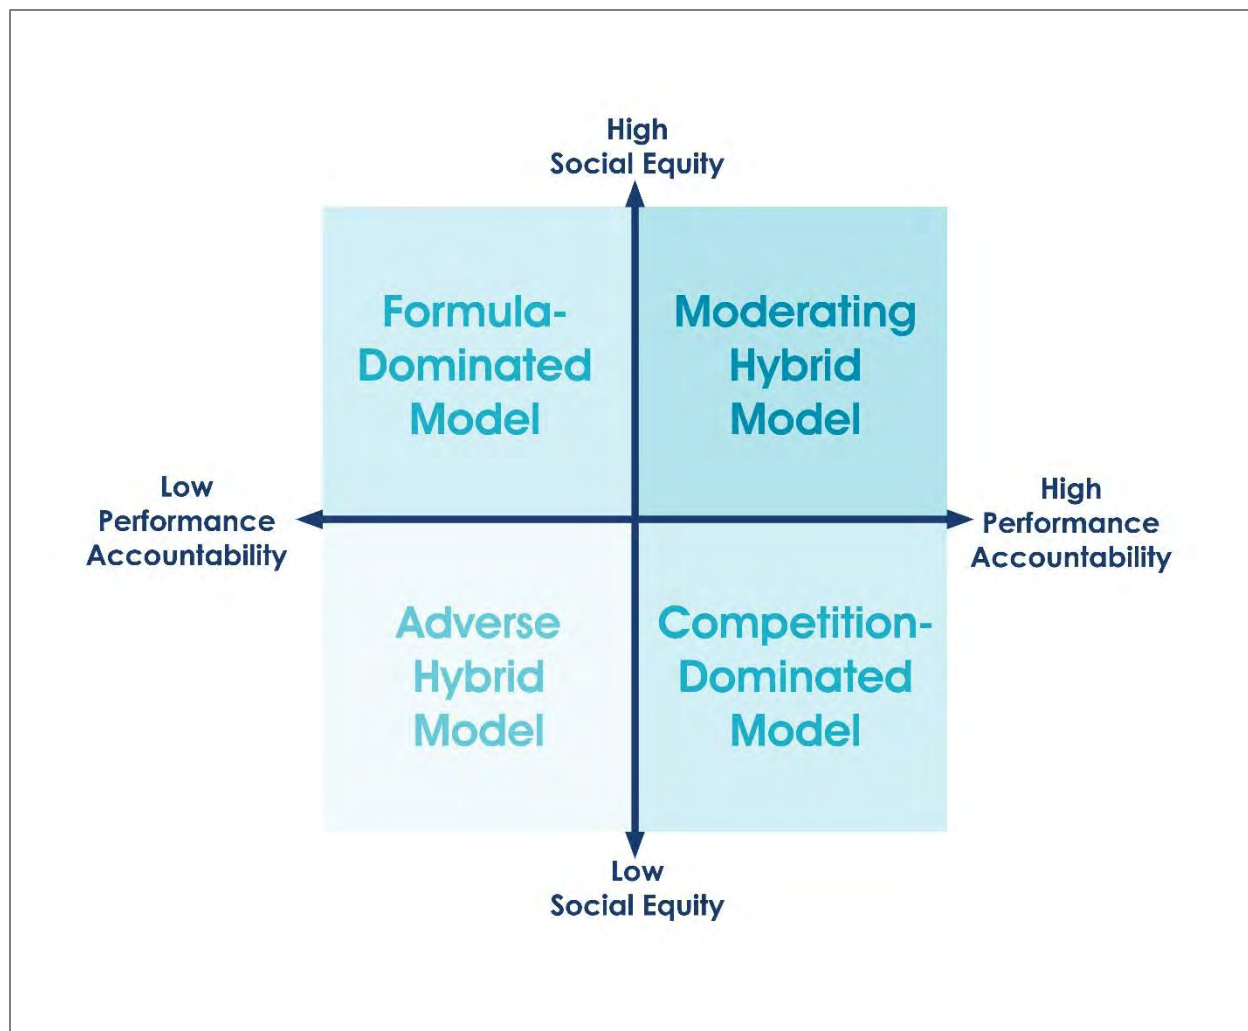 High
Social Equity
Formula-
Dominated
Model
Moderating
Hybrid
Model
Low
Performance
Accountability
High
Performance
Accountability
Adverse
Hybrid
Model
Competition-
Dominated
Model
Low
Social Equity